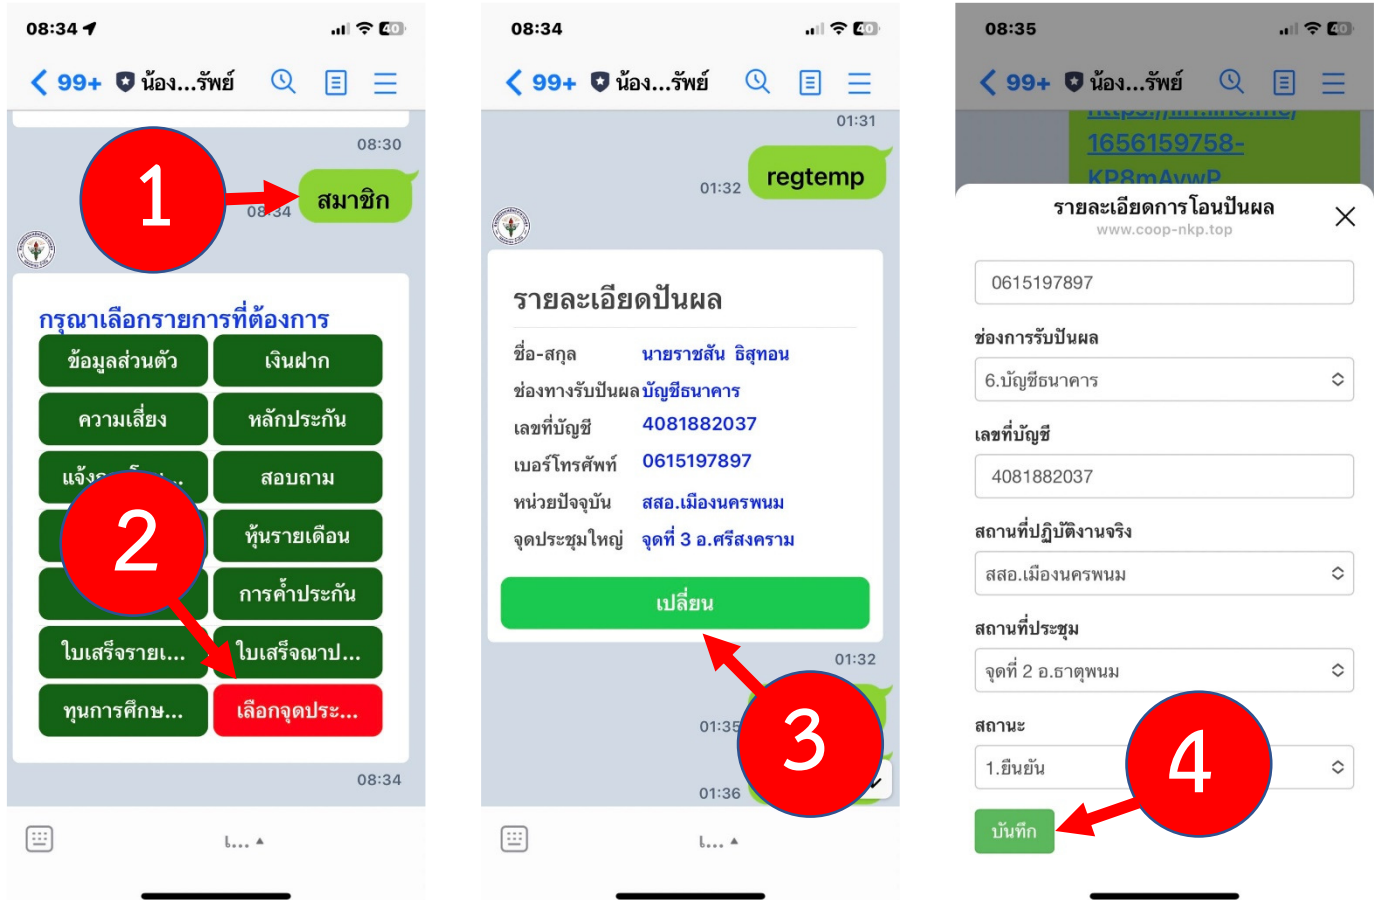 08:34
40
99+ น้อง...รัพย์
08:30
1
สมาชิก
08:34
กรุณาเลือกรายการที่ต้องการ
ข้อมูลส่วนตัว
เงินฝาก
ความเสี่ยง
หลักประกัน
สอบถาม
2
หุ้นรายเดือน
การค้ำประกัน
ใบเสร็จรายเ...
ใบเสร็จณาป...
ทุนการศึกษ...
เลือกจุดประ...
08:34
เ...
08:34
40
99+ น้อง...รัพย์
01:31
regtemp
01:32
รายละเอียดปันผล
ชื่อ-สกุล นายราชสัน ธิสุทอน
ช่องทางรับปันผล บัญชีธนาคาร
เลขที่บัญชี 4081882037
เบอร์โทรศัพท์ 0615197897
หน่วยปัจจุบัน สสอ.เมืองนครพนม
จุดประชุมใหญ่ จุดที่ 3 อ.ศรีสงคราม
เปลี่ยน
01:32
01:35
3
01:36
เ...
08:35
40
99+ น้อง...รัพย์
1656159758-
KP8mAvwP
รายละเอียดการโอนปันผล
www.coop-nkp.top
0615197897
ช่องการรับปันผล
6.บัญชีธนาคาร
เลขที่บัญชี
4081882037
สถานที่ปฏิบัติงานจริง
สสอ.เมืองนครพนม
สถานที่ประชุม
จุดที่ 2 อ.ธาตุพนม
สถานะ
1.ยืนยัน
4
บันทึก